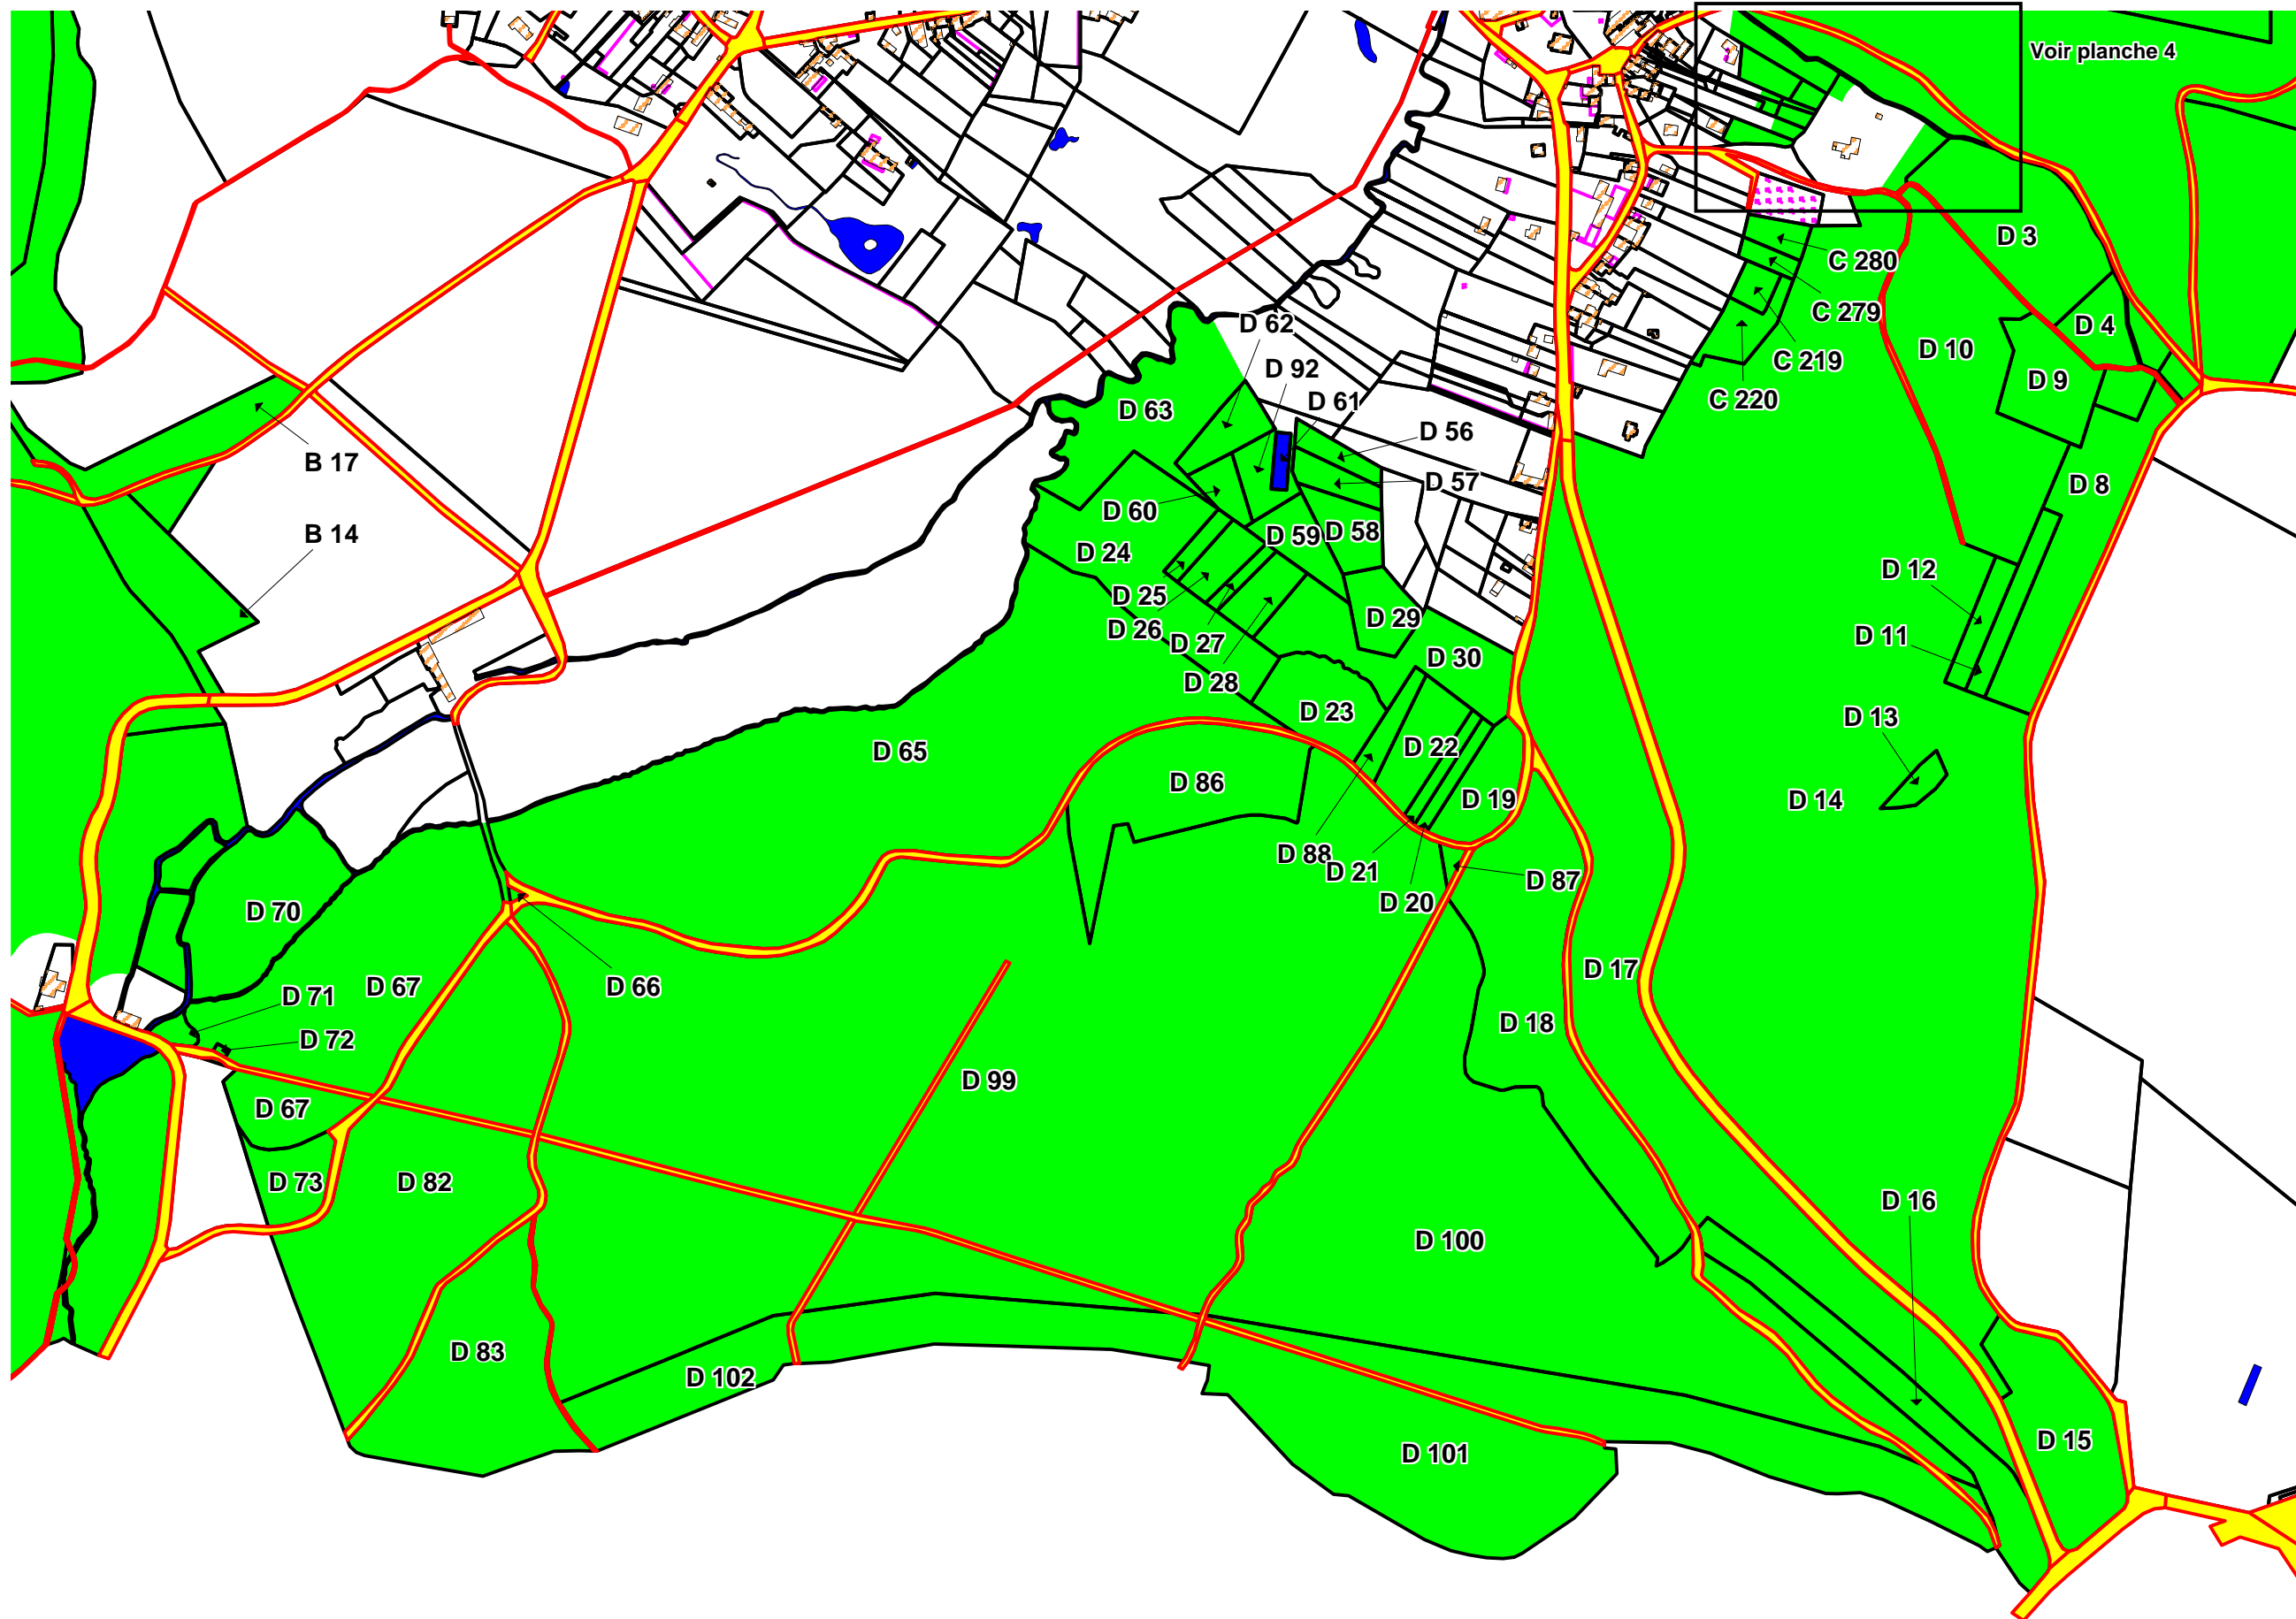 Voir planche 4
D 3
C 280
C 279
D 62
D 4
D 10
C 219
D 92
D 9
D 61
C 220
D 63
D 56
B 17
D 57
D 8
D 60
D 58
B 14
D 59
D 24
D 12
D 25
D 29
D 26
D 11
D 27
D 30
D 28
D 23
D 13
D 22
D 65
D 86
D 19
D 14
D 88
D 21
D 87
D 20
D 70
D 17
D 67
D 66
D 71
D 18
D 72
D 99
D 67
D 73
D 82
D 16
D 100
D 83
D 102
D 15
D 101